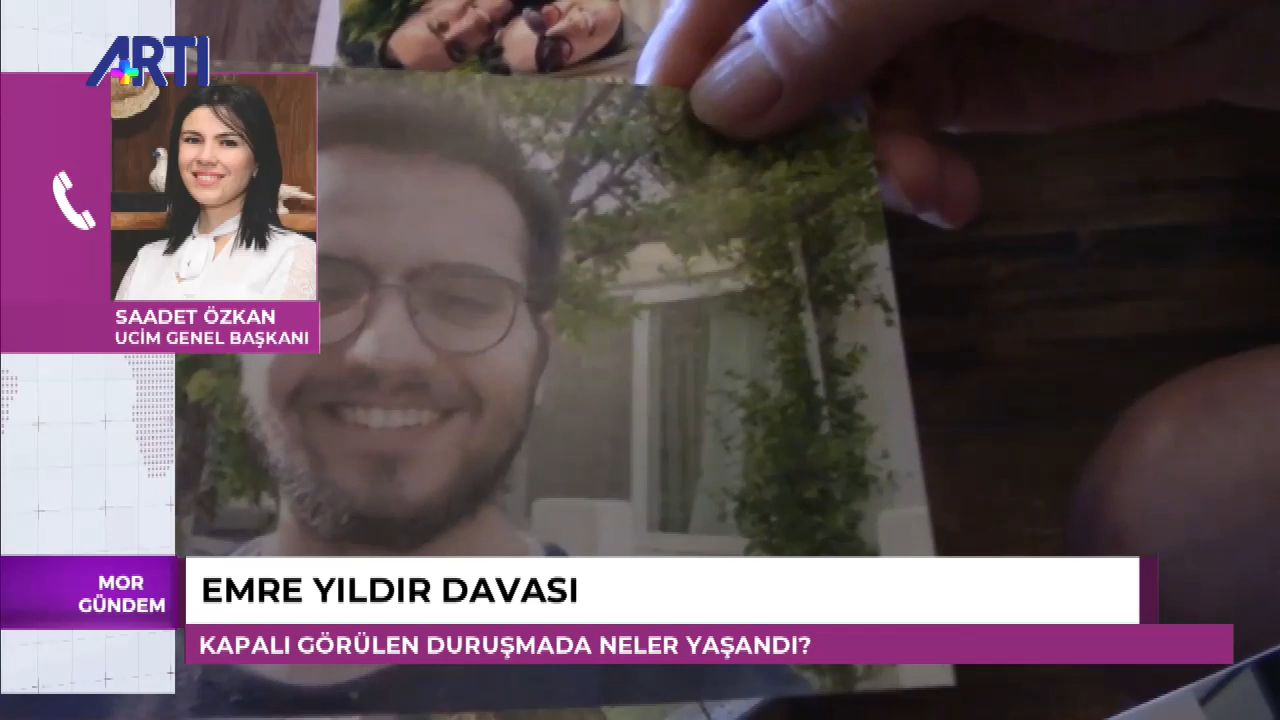 ARTI
SAADET ÖZKAN
UCİM GENEL BAŞKANI
MOR
GÜNDEM
EMRE YILDIR DAVASI
KAPALI GÖRÜLEN DURUŞMADA NELER YAŞANDI?